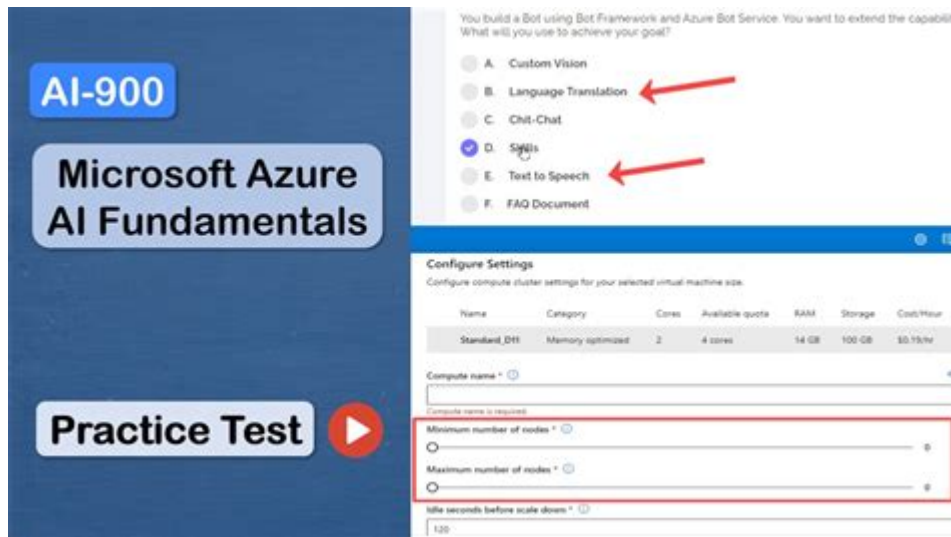 AI-900
Microsoft Azure
AI Fundamentals
Practice Test
You build a Bot using Bot Framework and Azure Bot Service. You want to extend the capabili
What will you use to achieve your goal?
A. Custom Vision
B. Language Translation
C. Chit-Chat
D. Skills
E. Text to Speech
F. FAQ Document
Configure Settings
Configure compute cluster settings for your selected virtual machine size.
Name Category Cores Available quota RAM Storage Cost/Hour
Standard_D11 Memory optimized 2 4 cores 14 GB 100 GB $0.19/hr
Compute name *
Compute name is required
Minimum number of nodes *
0
Maximum number of nodes *
0
Idle seconds before scale down *
120